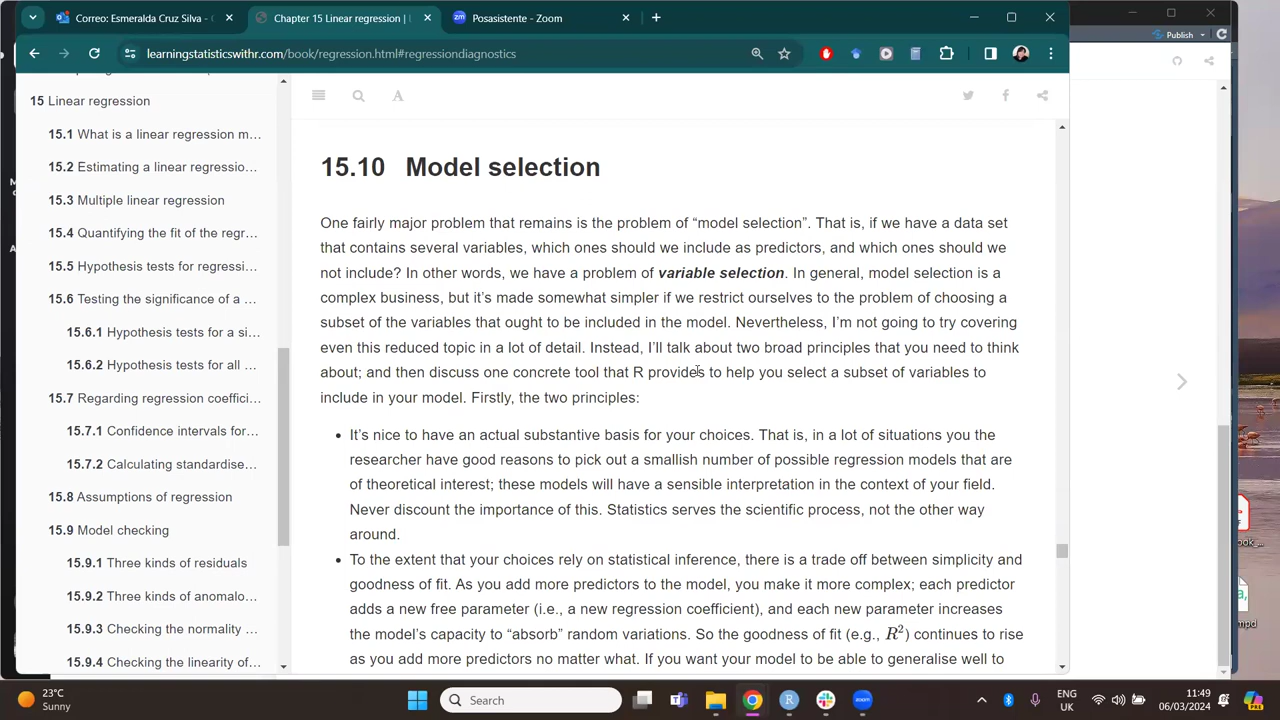 Correo: Esmeralda Cruz Silva - (
Chapter 15 Linear regression |
Posasistente - Zoom
learningstatisticswithr.com/book/regression.html#regressiondiagnostics
Publish
15 Linear regression
15.1 What is a linear regression m...
15.2 Estimating a linear regressio...
15.3 Multiple linear regression
15.4 Quantifying the fit of the regr...
15.5 Hypothesis tests for regressi...
15.6 Testing the significance of a ...
15.6.1 Hypothesis tests for a si...
15.6.2 Hypothesis tests for all ...
15.7 Regarding regression coeffici...
15.7.1 Confidence intervals for...
15.7.2 Calculating standardise...
15.8 Assumptions of regression
15.9 Model checking
15.9.1 Three kinds of residuals
15.9.2 Three kinds of anomalo...
15.9.3 Checking the normality ...
15.9.4 Checking the linearity of...
15.10 Model selection
One fairly major problem that remains is the problem of “model selection”. That is, if we have a data set
that contains several variables, which ones should we include as predictors, and which ones should we
not include? In other words, we have a problem of variable selection. In general, model selection is a
complex business, but it’s made somewhat simpler if we restrict ourselves to the problem of choosing a
subset of the variables that ought to be included in the model. Nevertheless, I’m not going to try covering
even this reduced topic in a lot of detail. Instead, I’ll talk about two broad principles that you need to think
about; and then discuss one concrete tool that R provides to help you select a subset of variables to
include in your model. Firstly, the two principles:
• It’s nice to have an actual substantive basis for your choices. That is, in a lot of situations you the
researcher have good reasons to pick out a smallish number of possible regression models that are
of theoretical interest; these models will have a sensible interpretation in the context of your field.
Never discount the importance of this. Statistics serves the scientific process, not the other way
around.
• To the extent that your choices rely on statistical inference, there is a trade off between simplicity and
goodness of fit. As you add more predictors to the model, you make it more complex; each predictor
adds a new free parameter (i.e., a new regression coefficient), and each new parameter increases
the model’s capacity to “absorb” random variations. So the goodness of fit (e.g., R²) continues to rise
as you add more predictors no matter what. If you want your model to be able to generalise well to
23°C
Sunny
Search
ENG
UK
11:49
06/03/2024